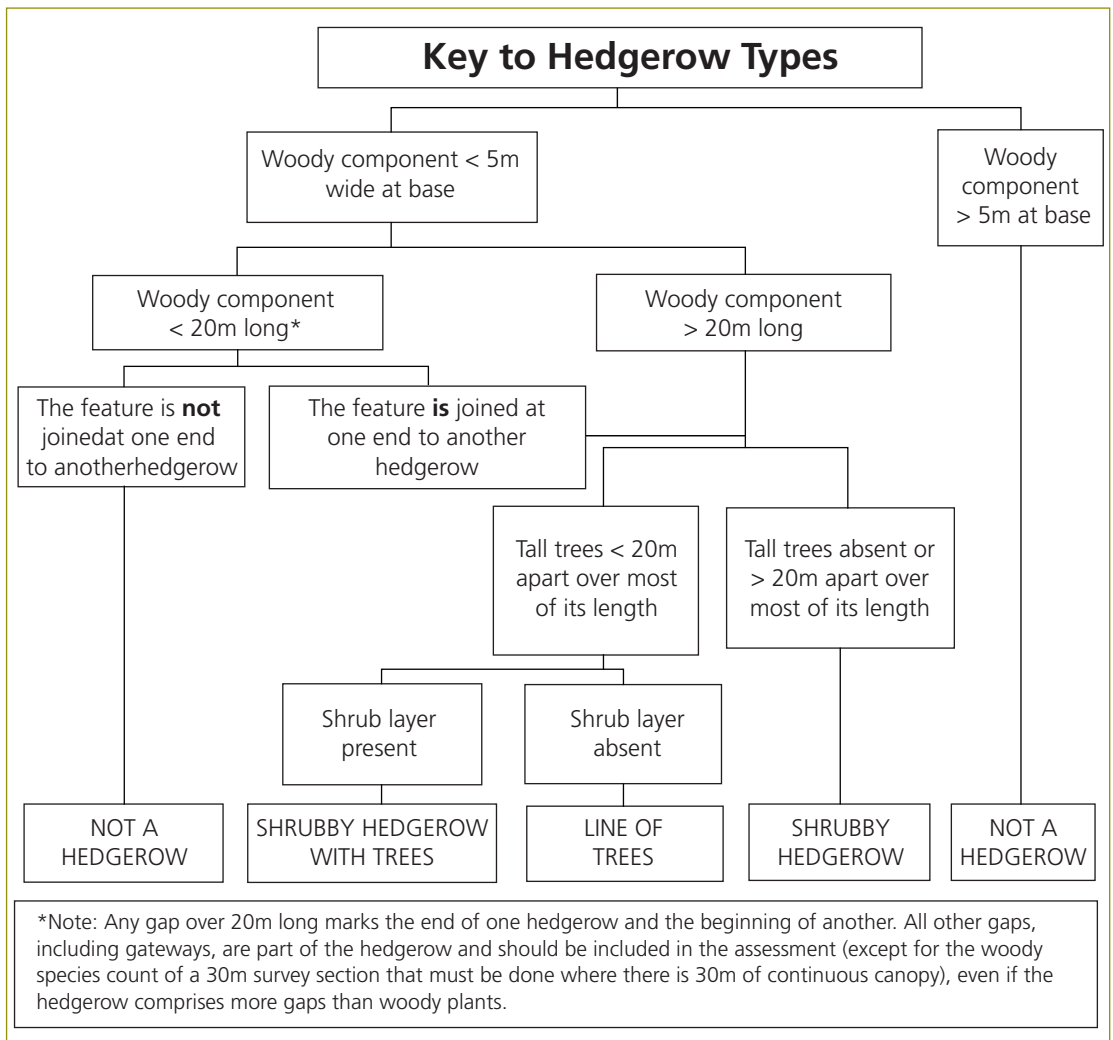 Key to Hedgerow Types
Woody component < 5m
wide at base
Woody
component
> 5m at base
Woody component
< 20m long*
Woody component
> 20m long
The feature is not
joinedat one end
to anotherhedgerow
The feature is joined at
one end to another
hedgerow
Tall trees < 20m
apart over most
of its length
Tall trees absent or
> 20m apart over
most of its length
Shrub layer
present
Shrub layer
absent
NOT A
HEDGEROW
SHRUBBY HEDGEROW
WITH TREES
LINE OF
TREES
SHRUBBY
HEDGEROW
NOT A
HEDGEROW
*Note: Any gap over 20m long marks the end of one hedgerow and the beginning of another. All other gaps,
including gateways, are part of the hedgerow and should be included in the assessment (except for the woody
species count of a 30m survey section that must be done where there is 30m of continuous canopy), even if the
hedgerow comprises more gaps than woody plants.